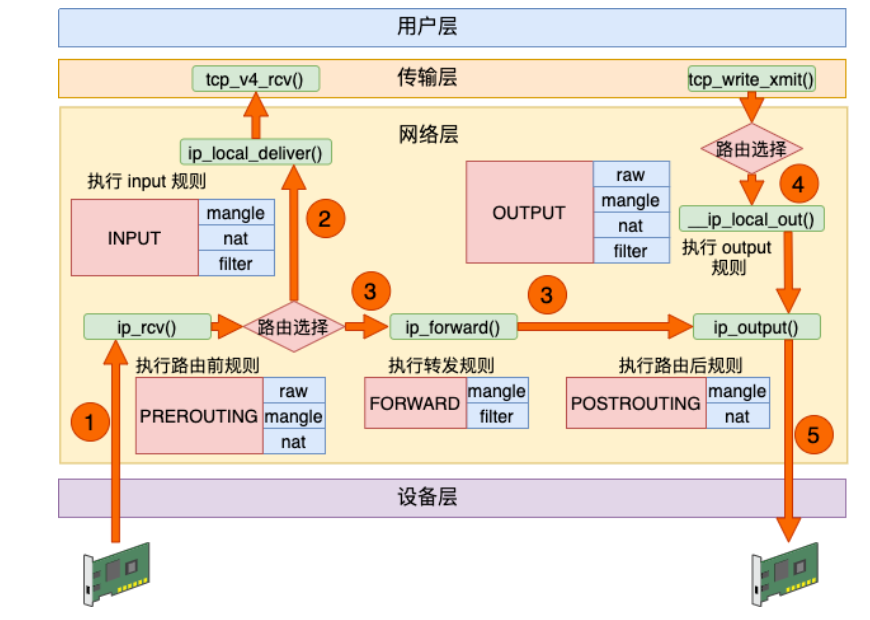 用户层
tcp_v4_rcv()
传输层
tcp_write_xmit()
网络层
ip_local_deliver()
路由选择
执行 input 规则
INPUT
mangle
nat
filter
2
OUTPUT
raw
mangle
nat
filter
4
__ip_local_out()
执行 output
规则
ip_rcv()
路由选择
3
ip_forward()
3
ip_output()
执行路由前规则
PREROUTING
raw
mangle
nat
执行转发规则
FORWARD
mangle
filter
执行路由后规则
POSTROUTING
mangle
nat
1
5
设备层